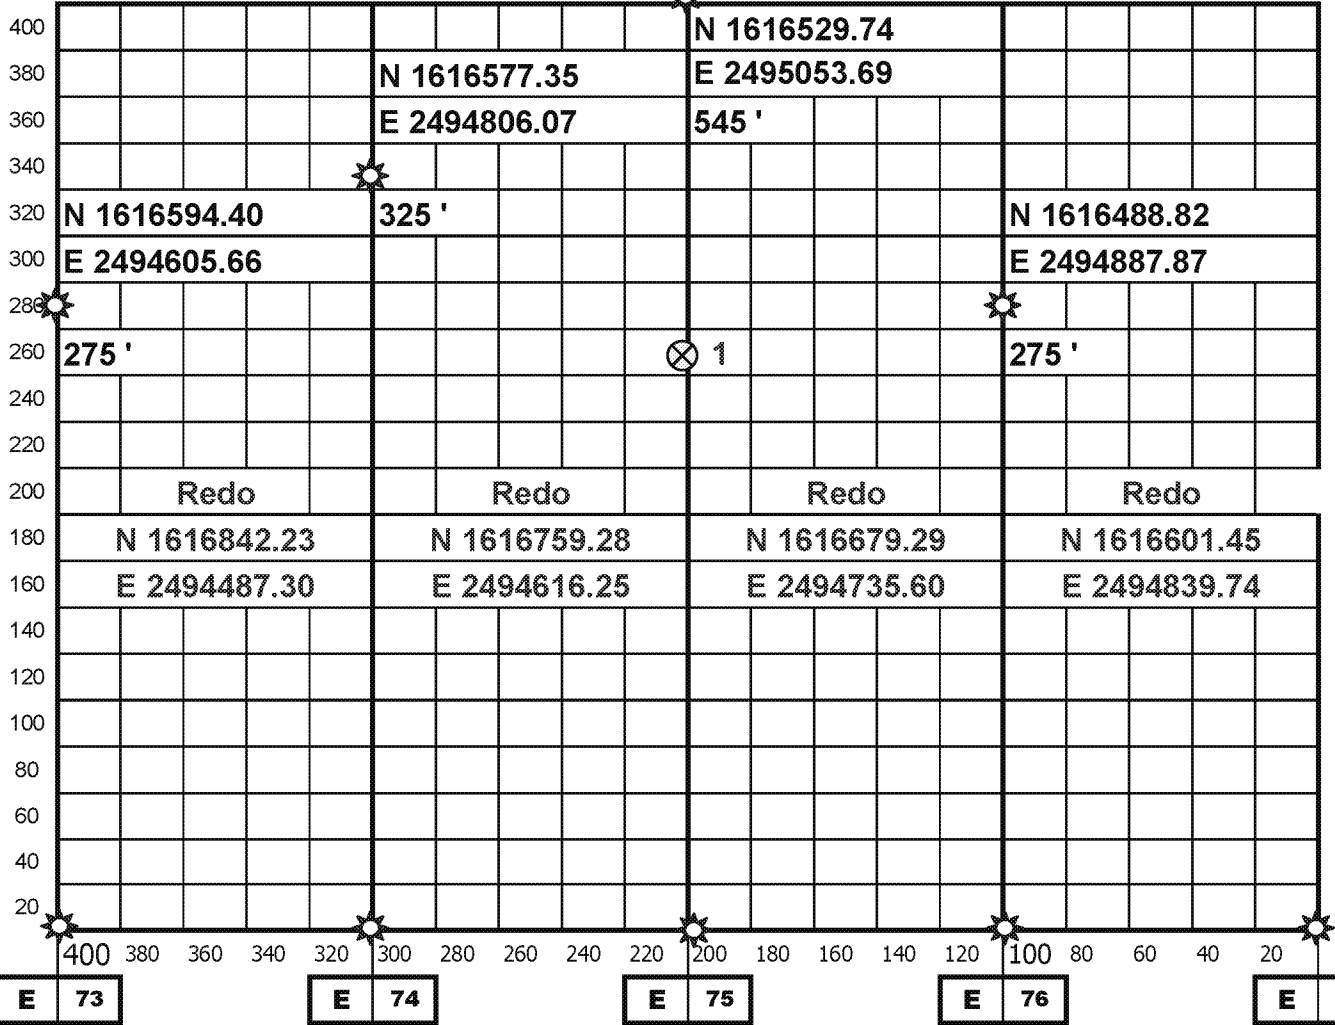 400
N 1616529.74
380
N 1616577.35
E 2495053.69
360
E 2494806.07
545 '
340
320
N 1616594.40
325 '
N 1616488.82
300
E 2494605.66
E 2494887.87
280
260
275 '
1
275 '
240
220
200
Redo
Redo
Redo
Redo
180
N 1616842.23
N 1616759.28
N 1616679.29
N 1616601.45
160
E 2494487.30
E 2494616.25
E 2494735.60
E 2494839.74
140
120
100
80
60
40
20
400 380 360 340 320 300 280 260 240 220 200 180 160 140 120 100 80 60 40 20
E 73
E 74
E 75
E 76
E